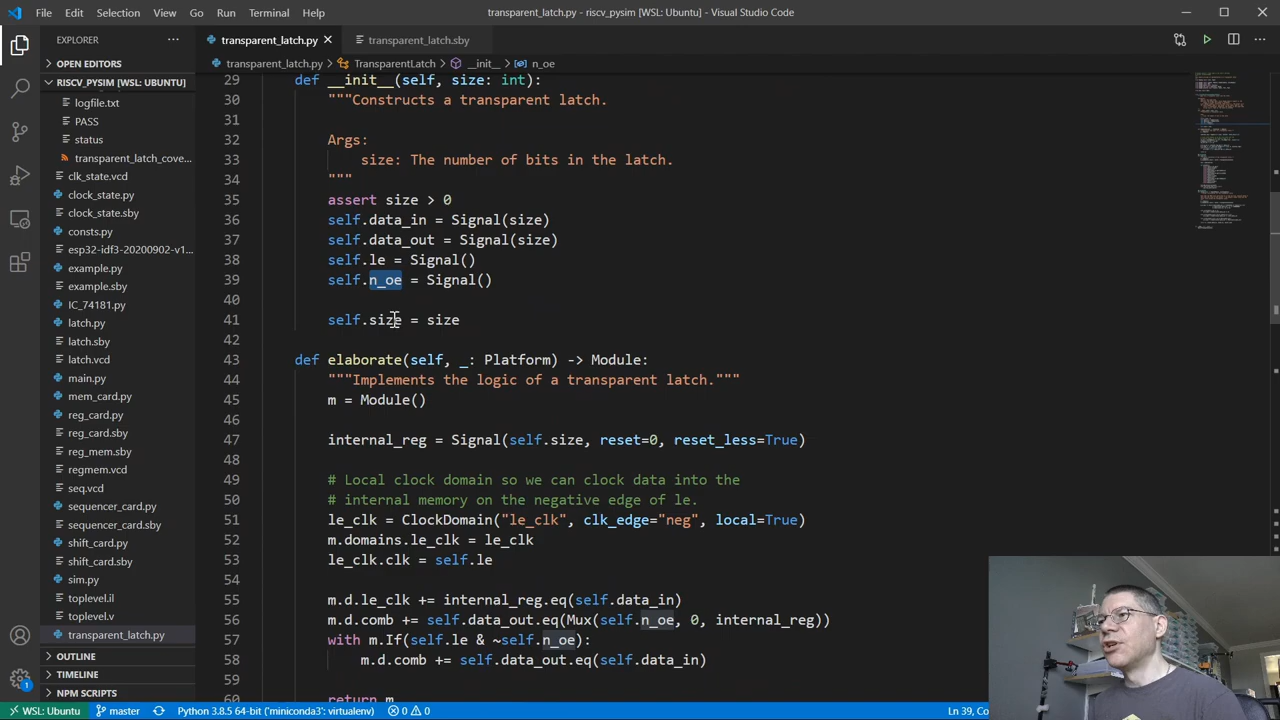 File Edit Selection View Go Run Terminal Help
transparent_latch.py - riscv_pysim [WSL: Ubuntu] - Visual Studio Code
EXPLORER
OPEN EDITORS
RISCV_PYSIM [WSL: UBUNTU]
logfile.txt
PASS
status
transparent_latch_cove...
clk_state.vcd
clock_state.py
clock_state.sby
consts.py
esp32-idf3-20200902-v1...
example.py
example.sby
IC_74181.py
latch.py
latch.sby
latch.vcd
main.py
mem_card.py
reg_card.py
reg_card.sby
reg_mem.sby
regmem.vcd
seq.vcd
sequencer_card.py
sequencer_card.sby
shift_card.py
shift_card.sby
sim.py
toplevel.il
toplevel.v
transparent_latch.py
OUTLINE
TIMELINE
NPM SCRIPTS
transparent_latch.py transparent_latch.sby
transparent_latch.py > TransparentLatch > __init__ > n_oe
29 def __init__(self, size: int):
30 """Constructs a transparent latch.
31
32 Args:
33 size: The number of bits in the latch.
34 """
35 assert size > 0
36 self.data_in = Signal(size)
37 self.data_out = Signal(size)
38 self.le = Signal()
39 self.n_oe = Signal()
40
41 self.size = size
42
43 def elaborate(self, _: Platform) -> Module:
44 """Implements the logic of a transparent latch."""
45 m = Module()
46
47 internal_reg = Signal(self.size, reset=0, reset_less=True)
48
49 # Local clock domain so we can clock data into the
50 # internal memory on the negative edge of le.
51 le_clk = ClockDomain("le_clk", clk_edge="neg", local=True)
52 m.domains.le_clk = le_clk
53 le_clk.clk = self.le
54
55 m.d.le_clk += internal_reg.eq(self.data_in)
56 m.d.comb += self.data_out.eq(Mux(self.n_oe, 0, internal_reg))
57 with m.If(self.le & ~self.n_oe):
58 m.d.comb += self.data_out.eq(self.data_in)
59
60 return m
1
WSL: Ubuntu master Python 3.8.5 64-bit ('miniconda3': virtualenv) 0 0 Ln 39, Col